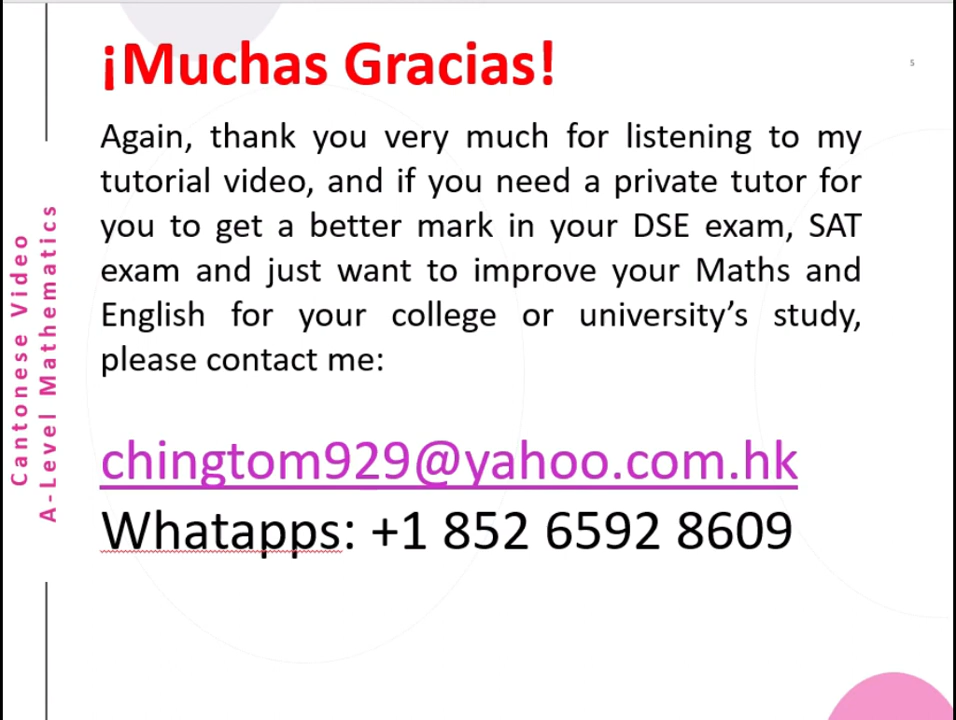 ¡Muchas Gracias!
5
Again, thank you very much for listening to my
tutorial video, and if you need a private tutor for
you to get a better mark in your DSE exam, SAT
exam and just want to improve your Maths and
English for your college or university’s study,
please contact me:
chingtom929@yahoo.com.hk
Whatapps: +1 852 6592 8609
Cantonese Video
A-Level Mathematics